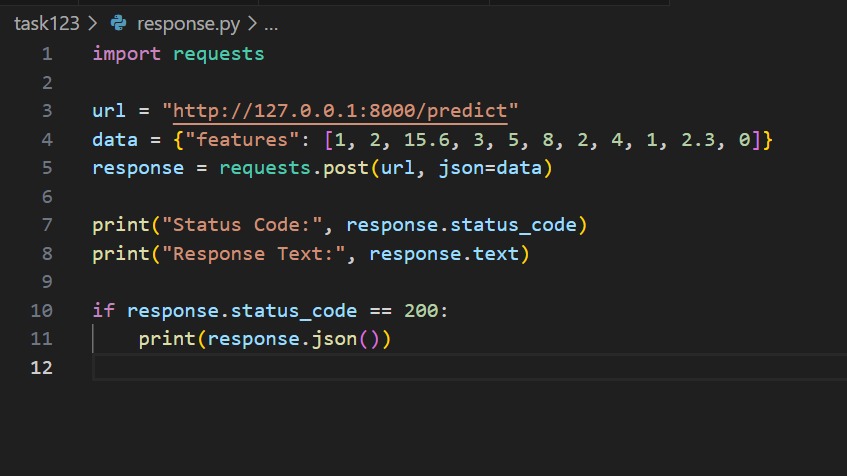 task123 > response.py > ...
1 import requests
2
3 url = "http://127.0.0.1:8000/predict"
4 data = {"features": [1, 2, 15.6, 3, 5, 8, 2, 4, 1, 2.3, 0]}
5 response = requests.post(url, json=data)
6
7 print("Status Code:", response.status_code)
8 print("Response Text:", response.text)
9
10 if response.status_code == 200:
11     print(response.json())
12